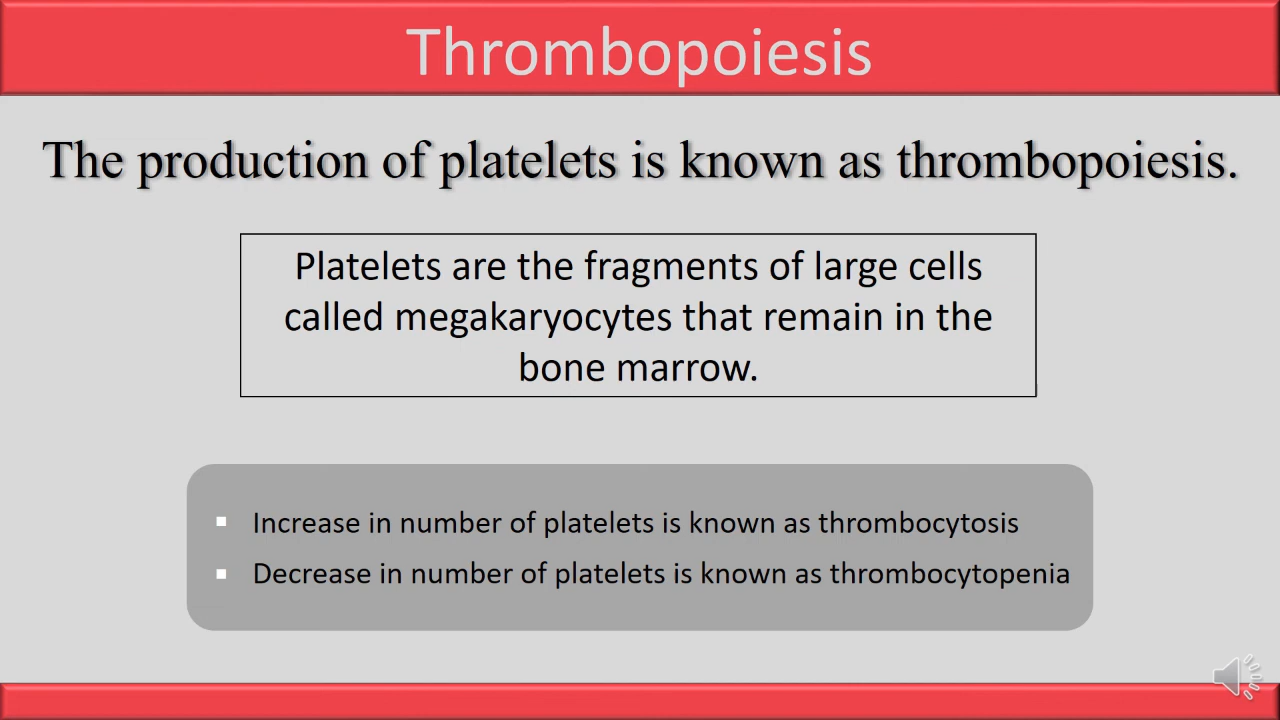 Thrombopoiesis
The production of platelets is known as thrombopoiesis.
Platelets are the fragments of large cells
called megakaryocytes that remain in the
bone marrow.
▪ Increase in number of platelets is known as thrombocytosis
▪ Decrease in number of platelets is known as thrombocytopenia